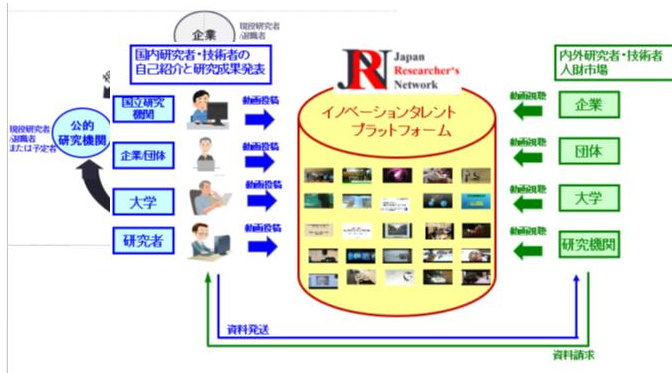 企業
現役研究者
/退職者
国内研究者・技術者の
自己紹介と研究成果発表
JRN
Japan
Researcher's
Network
内外研究者・技術者
人財市場
イノベーションタレント
プラットフォーム
公的
研究機関
現役研究者
/退職者
または予定者
国立研究
機関
動画投稿
企業/団体
動画投稿
大学
動画投稿
研究者
動画投稿
動画視聴
企業
動画視聴
団体
動画視聴
大学
動画視聴
研究機関
資料発送
資料請求